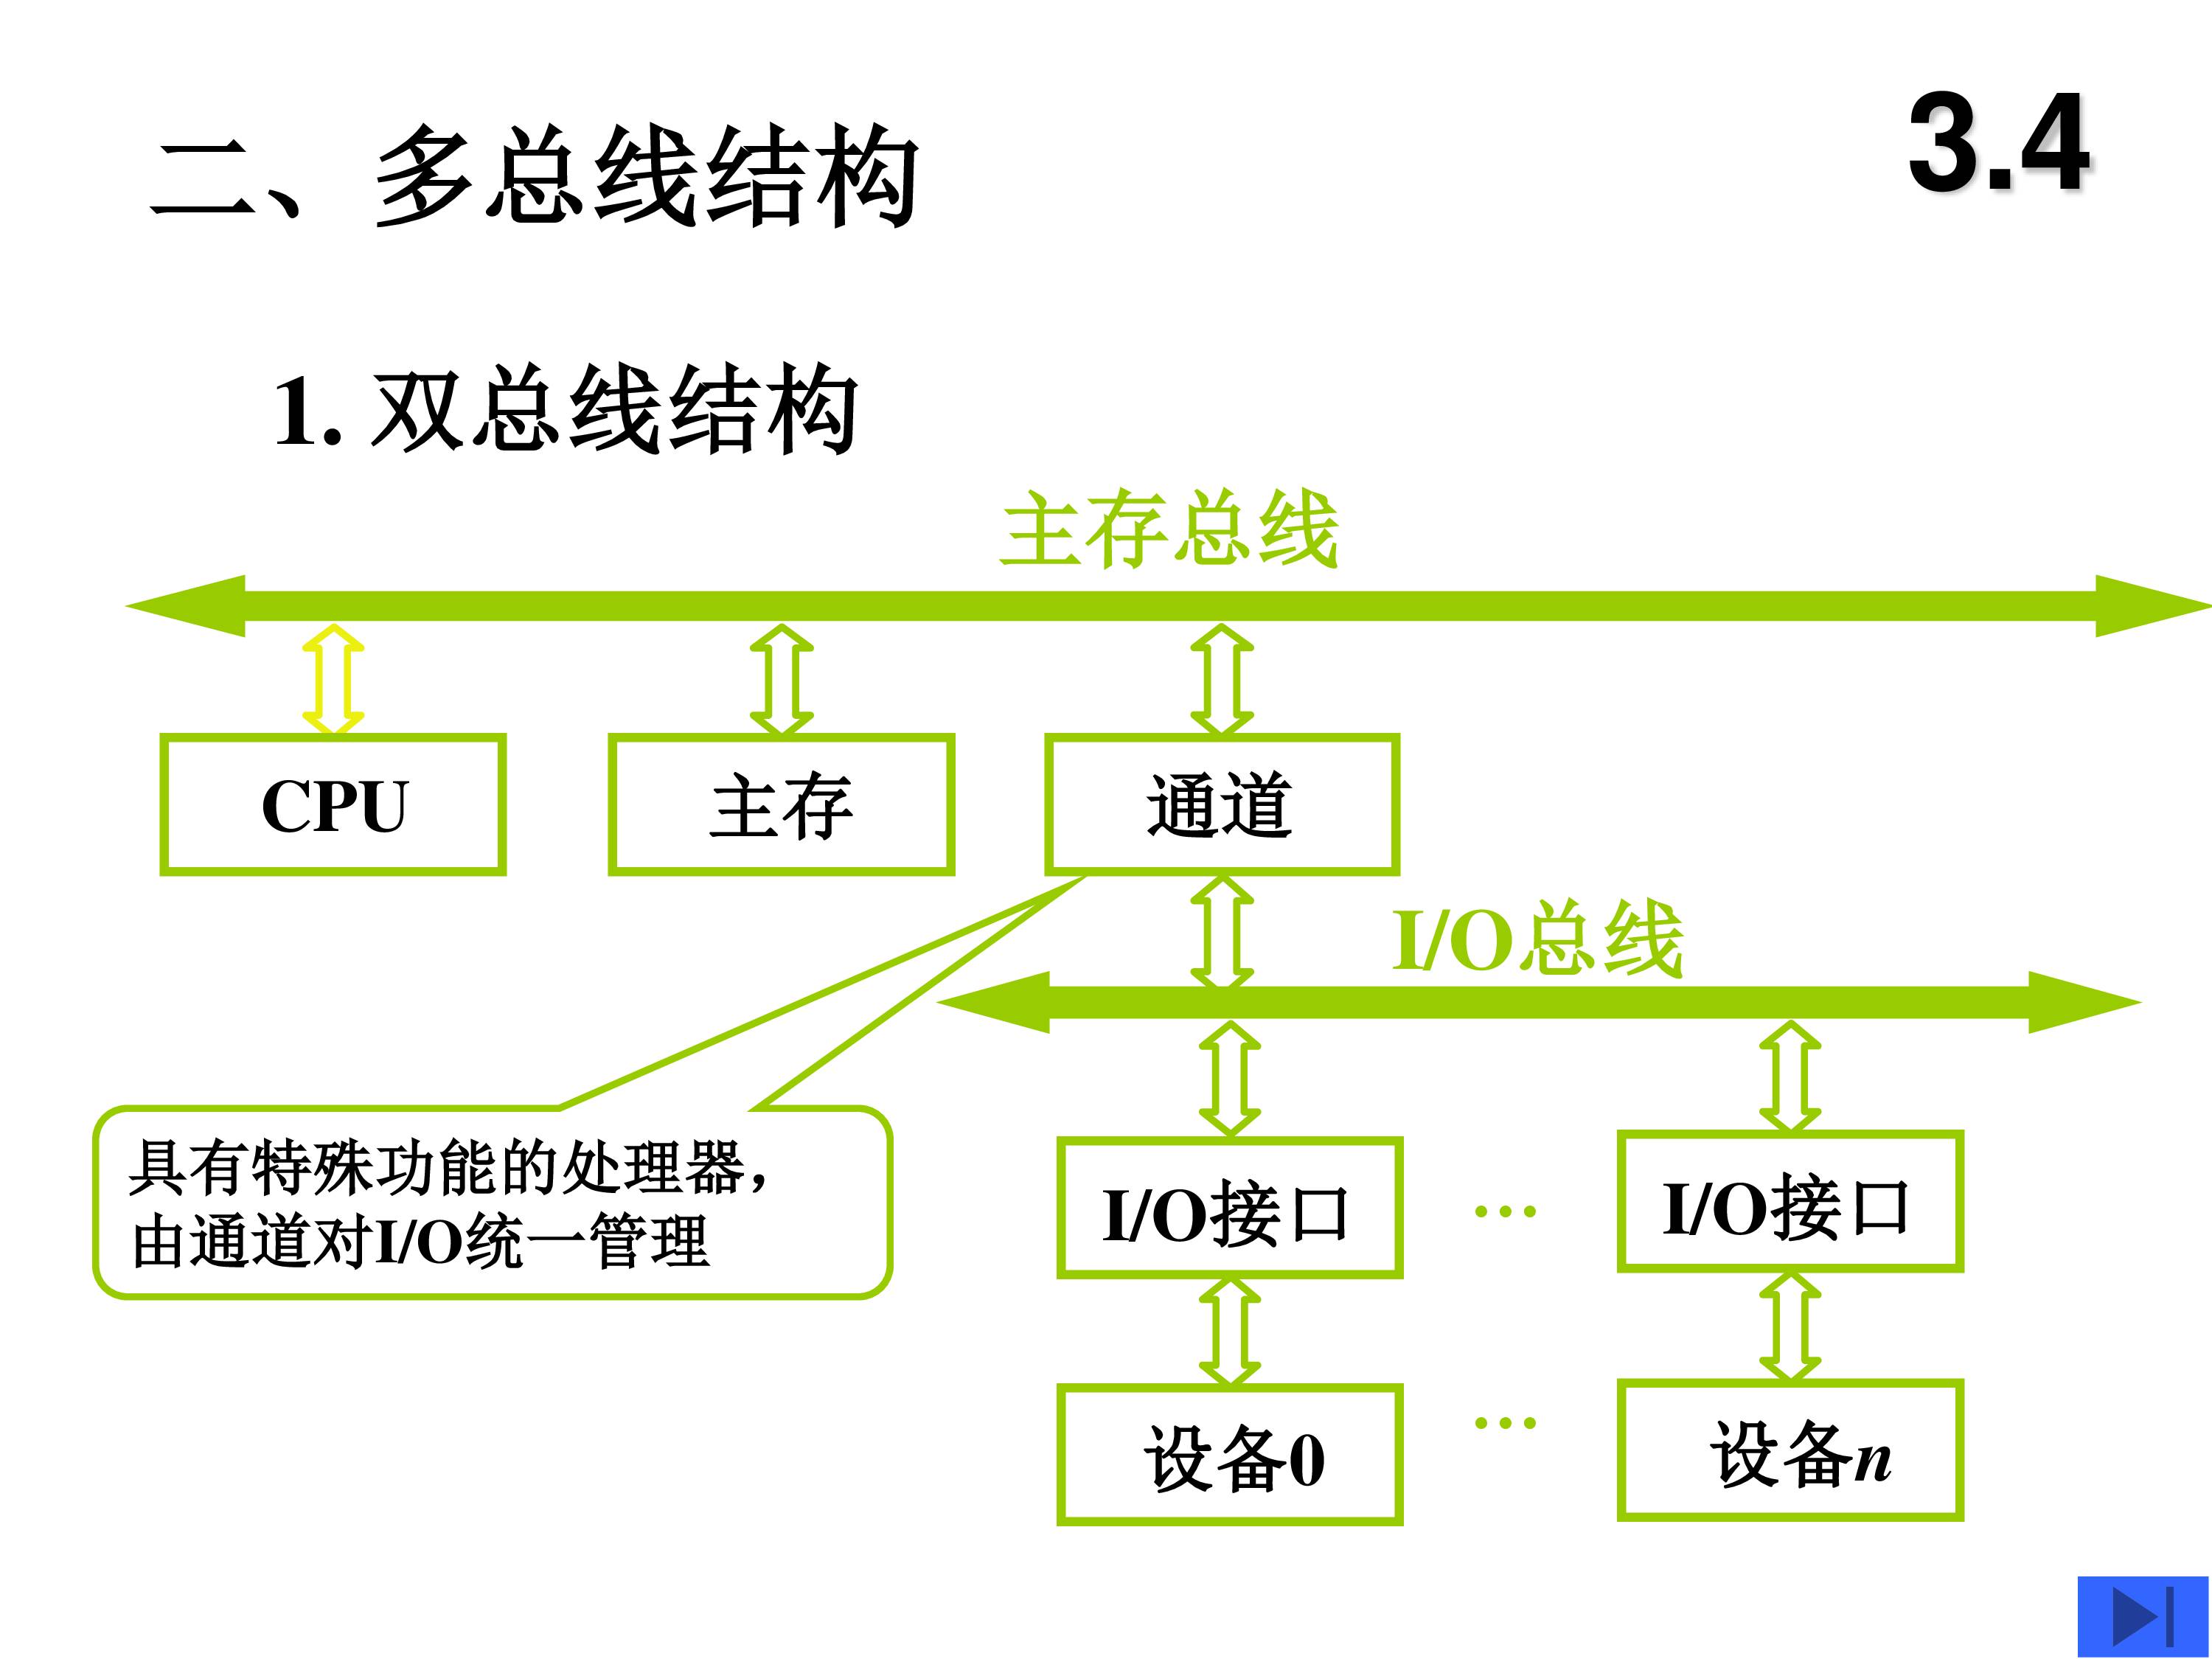 二、多总线结构
3.4
1. 双总线结构
主存总线
CPU
主存
通道
I/O总线
具有特殊功能的处理器,
由通道对I/O统一管理
I/O接口
…
I/O接口
设备0
…
设备n